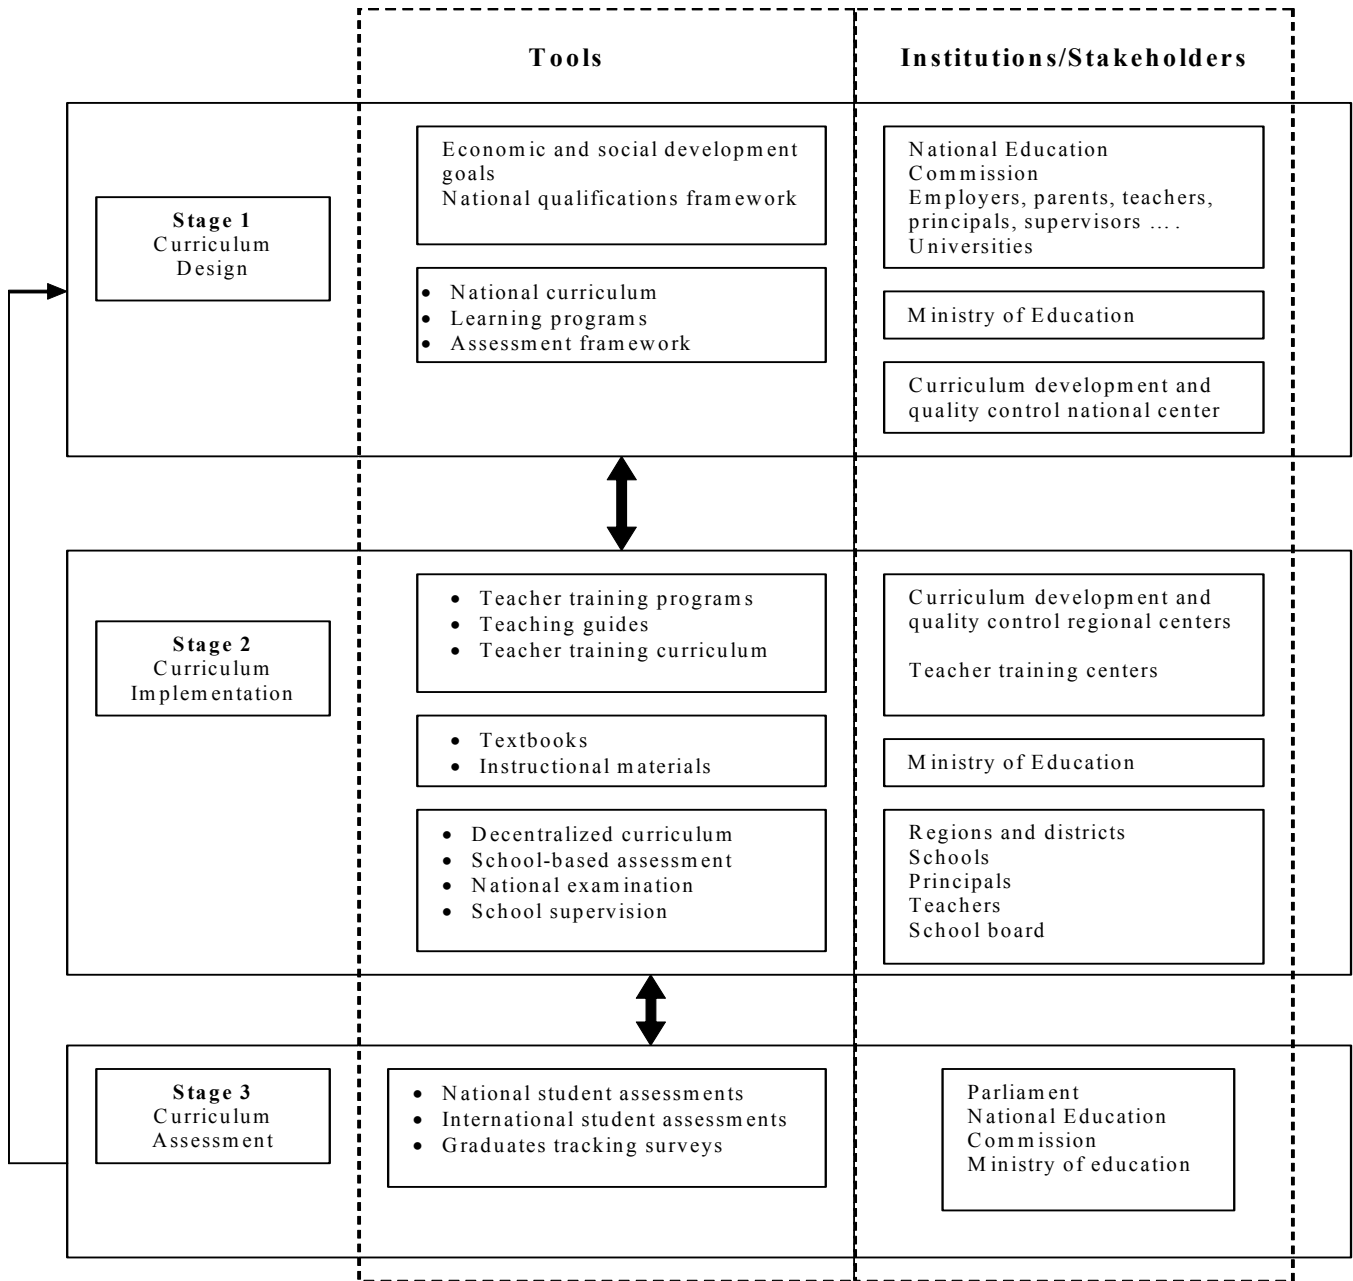 Tools
Institutions/Stakeholders
Stage 1
Curriculum
Design
Economic and social development
goals
National qualifications framework
• National curriculum
• Learning programs
• Assessment framework
National Education
Commission
Employers, parents, teachers,
principals, supervisors ... .
Universities
Ministry of Education
Curriculum development and
quality control national center
Stage 2
Curriculum
Implementation
• Teacher training programs
• Teaching guides
• Teacher training curriculum
• Textbooks
• Instructional materials
• Decentralized curriculum
• School-based assessment
• National examination
• School supervision
Curriculum development and
quality control regional centers
Teacher training centers
Ministry of Education
Regions and districts
Schools
Principals
Teachers
School board
Stage 3
Curriculum
Assessment
• National student assessments
• International student assessments
• Graduates tracking surveys
Parliament
National Education
Commission
Ministry of education